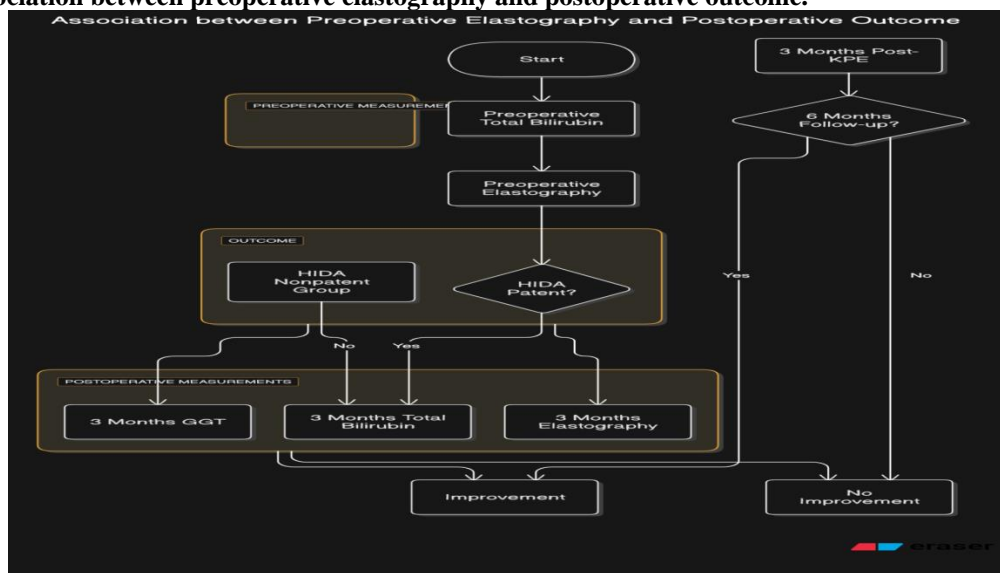 ociation between preoperative elastography and postoperative outcome.
Association between Preoperative Elastography and Postoperative Outcome
Start
3 Months Post-
KPE
PREOPERATIVE MEASUREME
Preoperative
Total Bilirubin
6 Months
Follow-up?
Preoperative
Elastography
OUTCOME
HIDA
Nonpatent
Group
HIDA
Patent?
Yes
No
No
Yes
POSTOPERATIVE MEASUREMENTS
3 Months GGT
3 Months Total
Bilirubin
3 Months
Elastography
Improvement
No
Improvement
eraser